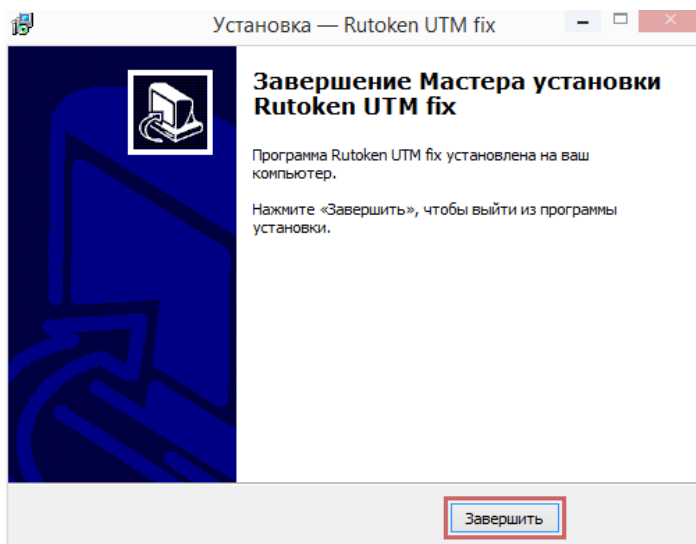 Установка — Rutoken UTM fix
Завершение Мастера установки
Rutoken UTM fix
Программа Rutoken UTM fix установлена на ваш
компьютер.
Нажмите «Завершить», чтобы выйти из программы
установки.
Завершить